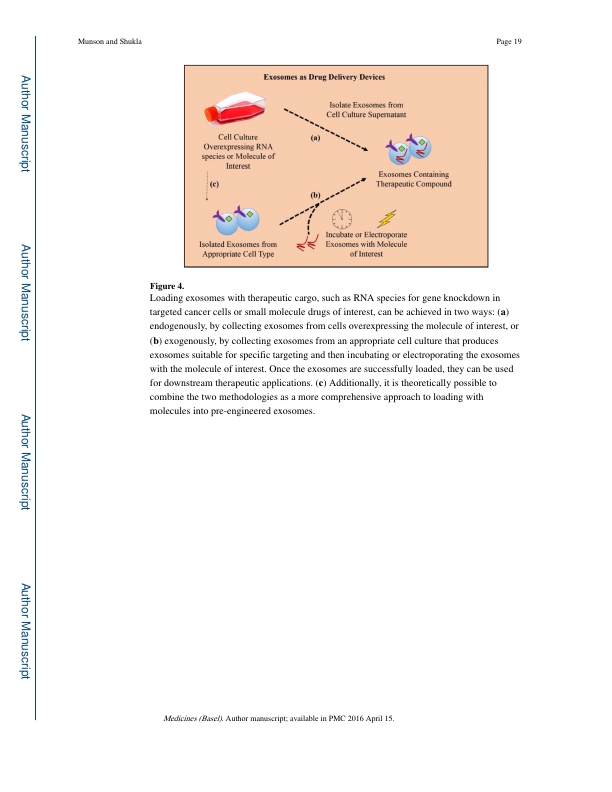 Munson and Shukla
Page 19
Author Manuscript
Author Manuscript
Author Manuscript
Author Manuscript
Exosomes as Drug Delivery Devices
Isolate Exosomes from
Cell Culture Supernatant
(a)
Cell Culture
Overexpressing RNA
species or Molecule of
Interest
Exosomes Containing
Therapeutic Compound
(c)
(b)
Isolated Exosomes from
Appropriate Cell Type
Incubate or Electroporate
Exosomes with Molecule
of Interest
Figure 4.
Loading exosomes with therapeutic cargo, such as RNA species for gene knockdown in
targeted cancer cells or small molecule drugs of interest, can be achieved in two ways: (a)
endogenously, by collecting exosomes from cells overexpressing the molecule of interest, or
(b) exogenously, by collecting exosomes from an appropriate cell culture that produces
exosomes suitable for specific targeting and then incubating or electroporating the exosomes
with the molecule of interest. Once the exosomes are successfully loaded, they can be used
for downstream therapeutic applications. (c) Additionally, it is theoretically possible to
combine the two methodologies as a more comprehensive approach to loading with
molecules into pre-engineered exosomes.
Medicines (Basel). Author manuscript; available in PMC 2016 April 15.